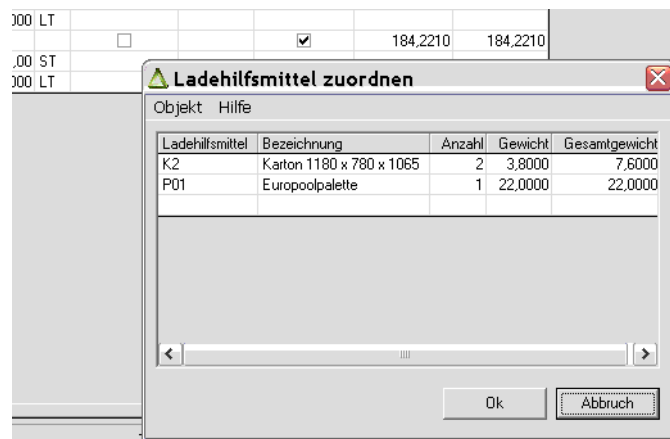 000 LT
184,2210 184,2210
,00 ST
000 LT
Ladehilfsmittel zuordnen
Objekt Hilfe
Ladehilfsmittel Bezeichnung Anzahl Gewicht Gesamtgewicht
K2 Karton 1180 x 780 x 1065 2 3,8000 7,6000
P01 Europoolpalette 1 22,0000 22,0000
Ok Abbruch